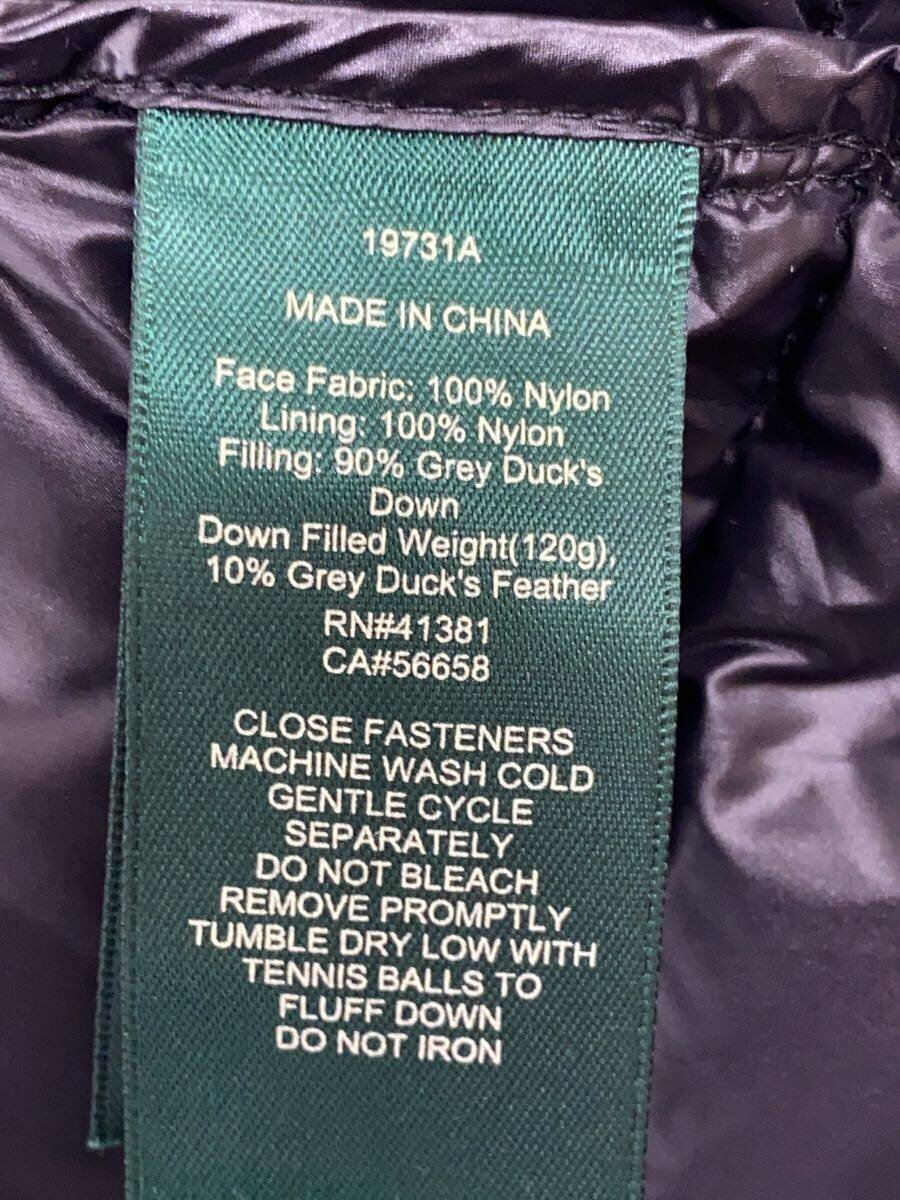 19731A
MADE IN CHINA
Face Fabric: 100% Nylon
Lining: 100% Nylon
Filling: 90% Grey Duck's
Down
Down Filled Weight(120g),
10% Grey Duck's Feather
RN#41381
CA#56658
CLOSE FASTENERS
MACHINE WASH COLD
GENTLE CYCLE
SEPARATELY
DO NOT BLEACH
REMOVE PROMPTLY
TUMBLE DRY LOW WITH
TENNIS BALLS TO
FLUFF DOWN
DO NOT IRON